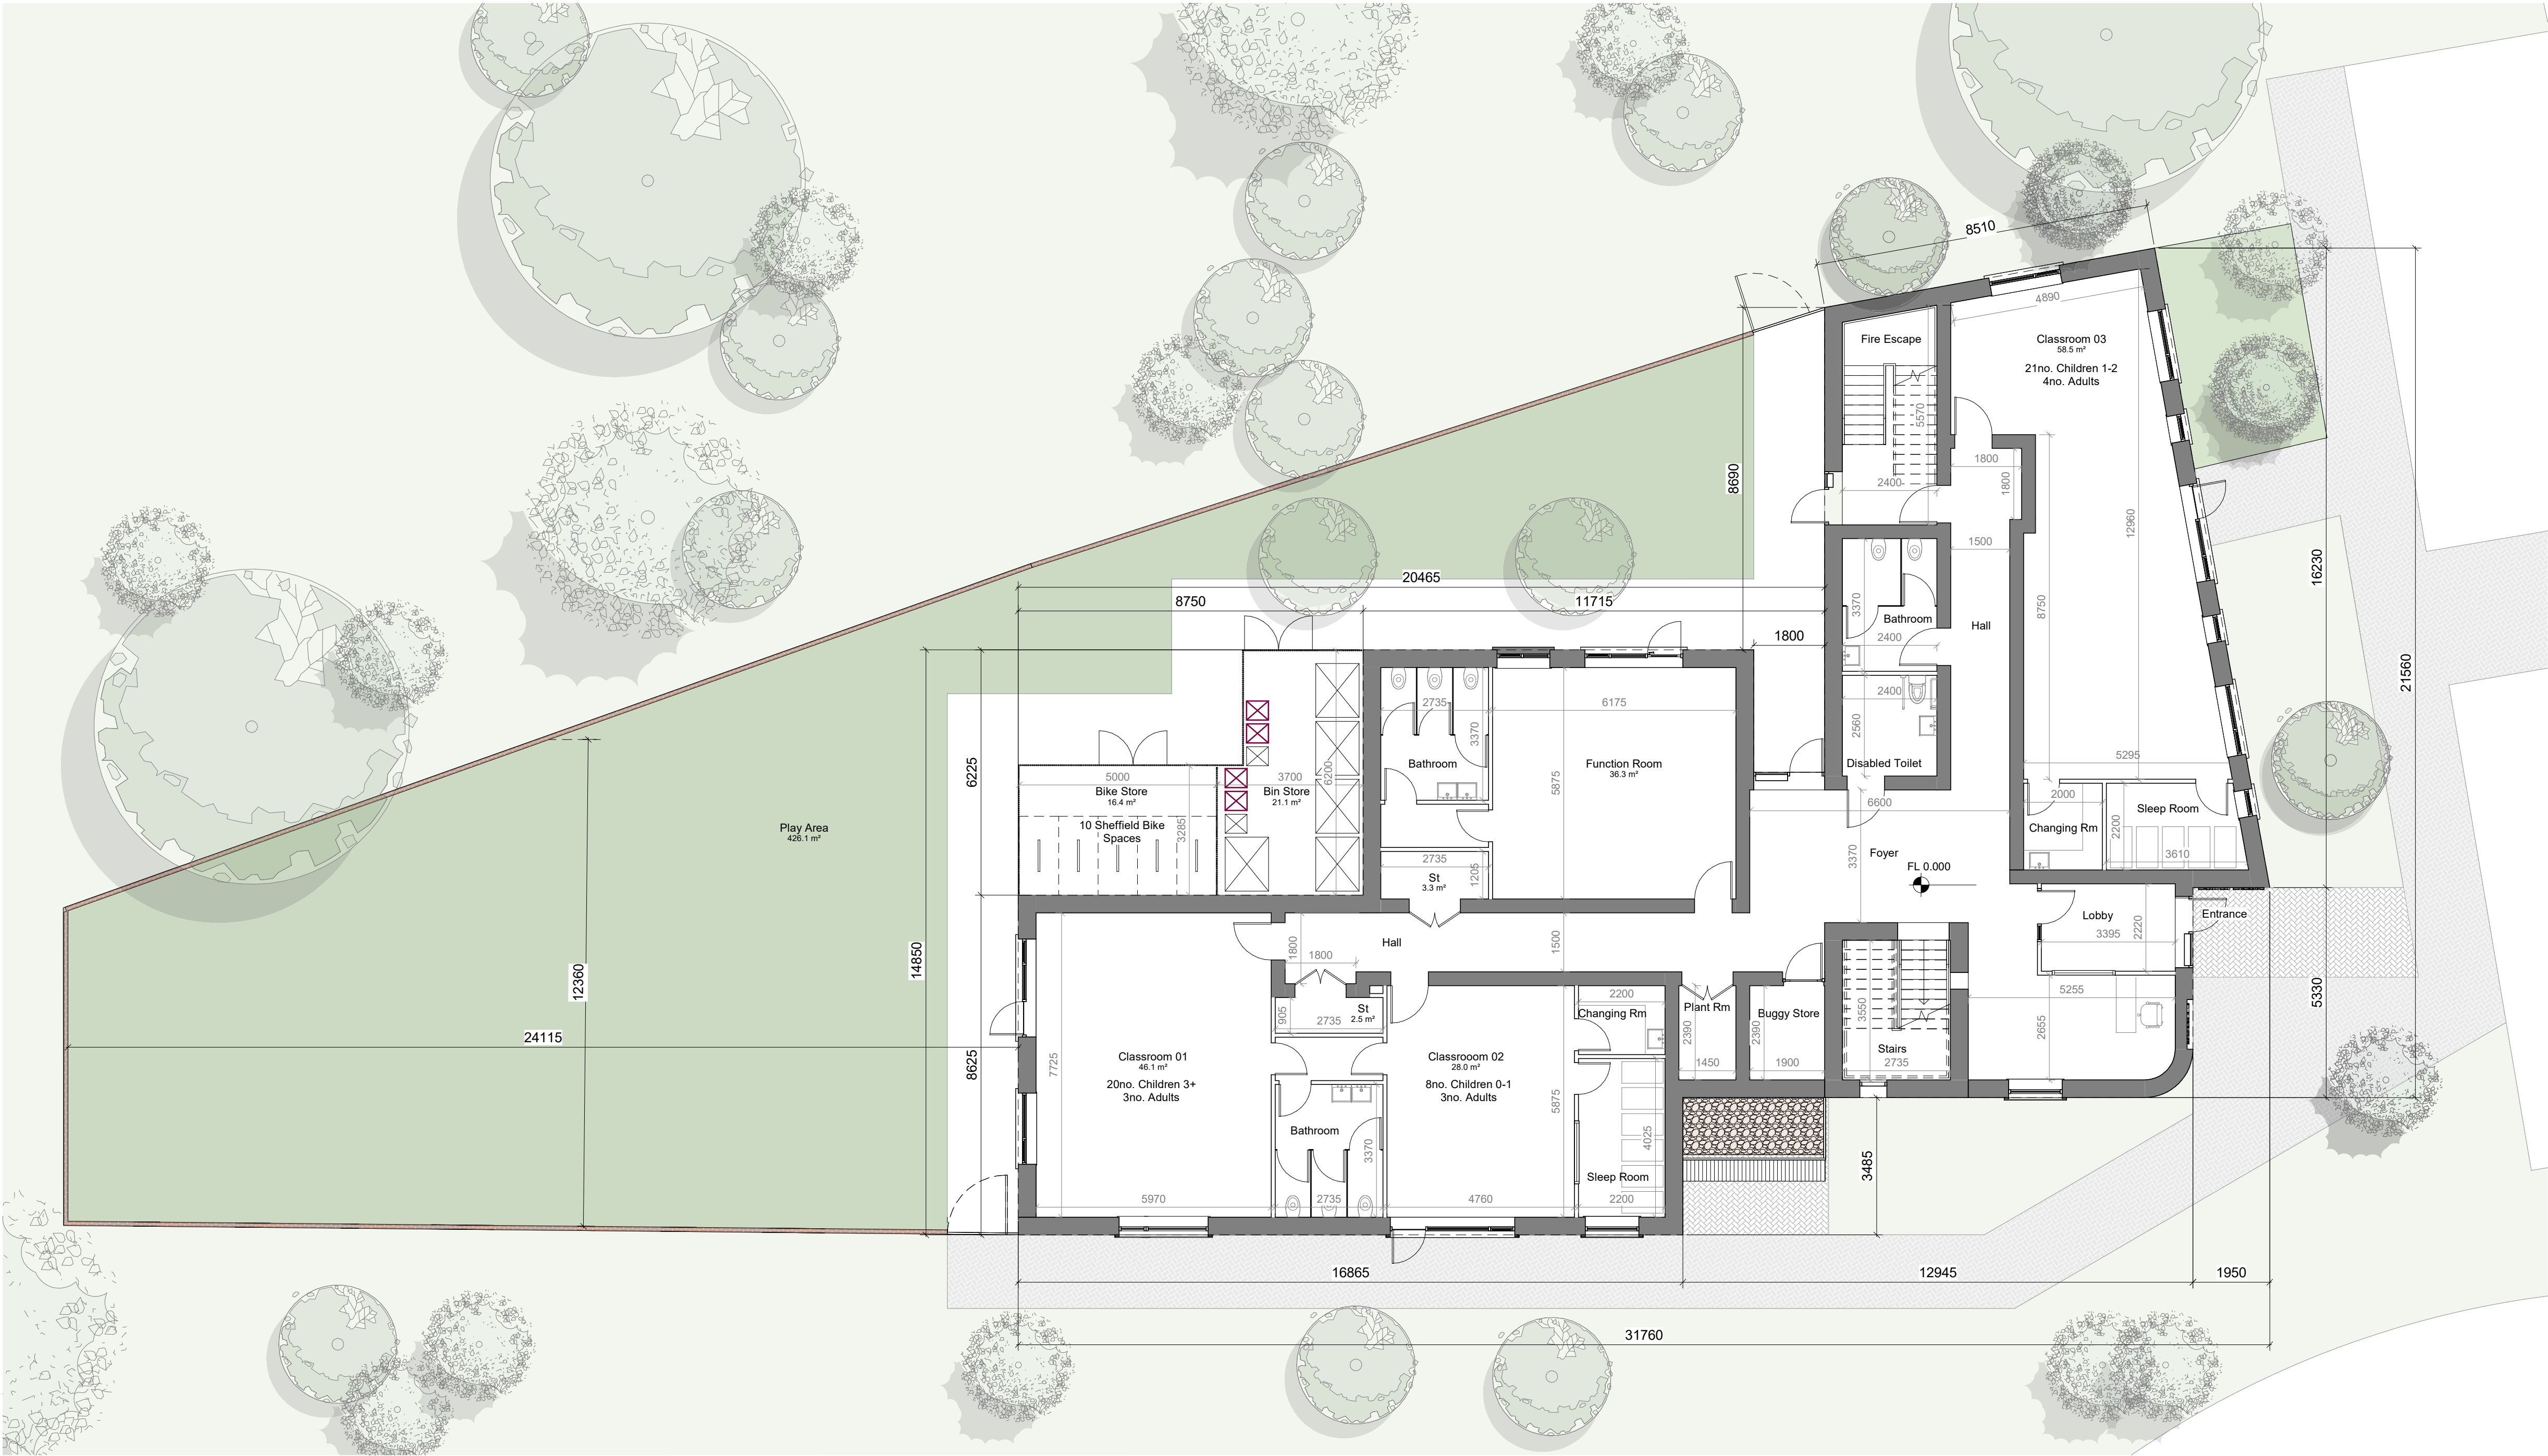 8510
4890
Fire Escape
Classroom 03
58.5 m²
21no. Children 1-2
4no. Adults
5570
1800
8690
2400
1800
12960
1500
16230
20465
8750
11715
3370
8750
Bathroom
Hall
1800
2400
21560
2735
6175
2400
3370
2560
6225
5000
3700
6200
Bathroom
Function Room
36.3 m²
5875
Disabled Toilet
5295
Bike Store
16.4 m²
Bin Store
21.1 m²
2000
Sleep Room
6600
Play Area
426.1 m²
10 Sheffield Bike
Spaces
3285
Changing Rm
2200
3610
2735
St
3.3 m²
1205
Foyer
3370
FL 0.000
Lobby
Entrance
2220
3395
Hall
1800
1800
1500
14850
12360
5330
St
2.5 m²
905
2735
2200
Changing Rm
Plant Rm
Buggy Store
2390
2390
3550
5255
2655
24115
8625
7725
Classroom 01
46.1 m²
20no. Children 3+
3no. Adults
Classrooom 02
28.0 m²
8no. Children 0-1
3no. Adults
5875
1450
1900
Stairs
2735
Bathroom
3370
4025
Sleep Room
3485
5970
2735
4760
2200
16865
12945
1950
31760